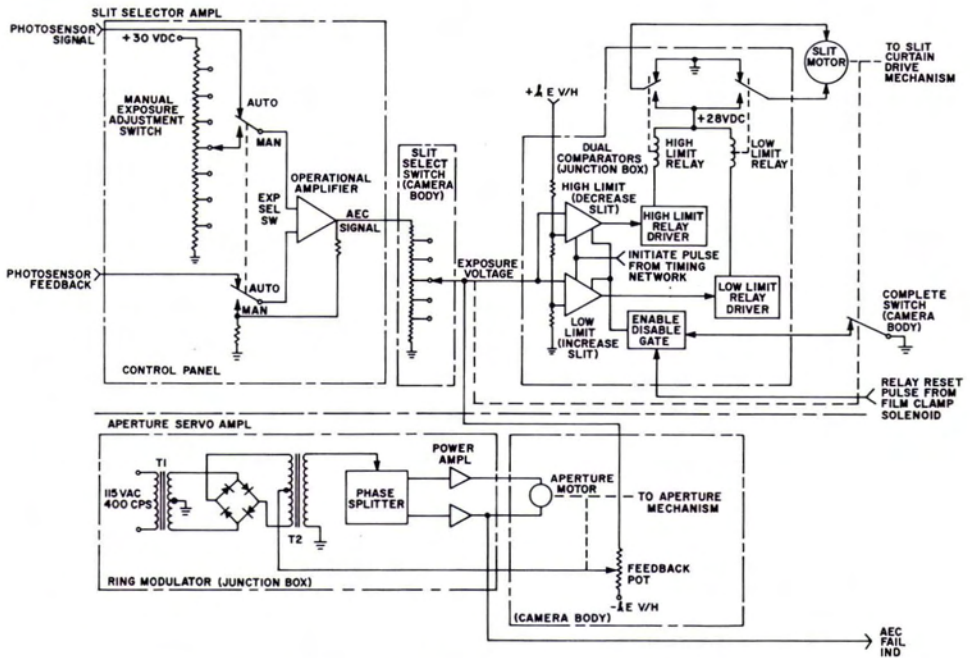 SLIT SELECTOR AMPL
PHOTOSENSOR
SIGNAL
+30 VDC
MANUAL
EXPOSURE
ADJUSTMENT
SWITCH
AUTO
MAN
OPERATIONAL
AMPLIFIER
EXP
SEL
SW
AEC
SIGNAL
PHOTOSENSOR
FEEDBACK
AUTO
MAN
CONTROL PANEL
SLIT
SELECT
SWITCH
(CAMERA
BODY)
EXPOSURE
VOLTAGE
E V/H
DUAL
COMPARATORS
(JUNCTION BOX)
HIGH LIMIT
(DECREASE
SLIT)
+28VDC
HIGH
LIMIT
RELAY
LOW
LIMIT
RELAY
HIGH LIMIT
RELAY
DRIVER
INITIATE PULSE
FROM TIMING
NETWORK
LOW LIMIT
RELAY
DRIVER
LOW
LIMIT
(INCREASE
SLIT)
ENABLE
DISABLE
GATE
SLIT
MOTOR
TO SLIT
CURTAIN
DRIVE
MECHANISM
COMPLETE
SWITCH
(CAMERA
BODY)
RELAY RESET
PULSE FROM
FILM CLAMP
SOLENOID
APERTURE SERVO AMPL
T1
115 VAC
400 CPS
T2
PHASE
SPLITTER
POWER
AMPL
RING MODULATOR (JUNCTION BOX)
APERTURE
MOTOR
TO APERTURE
MECHANISM
FEEDBACK
POT
E V/H
(CAMERA BODY)
AEC
FAIL
IND